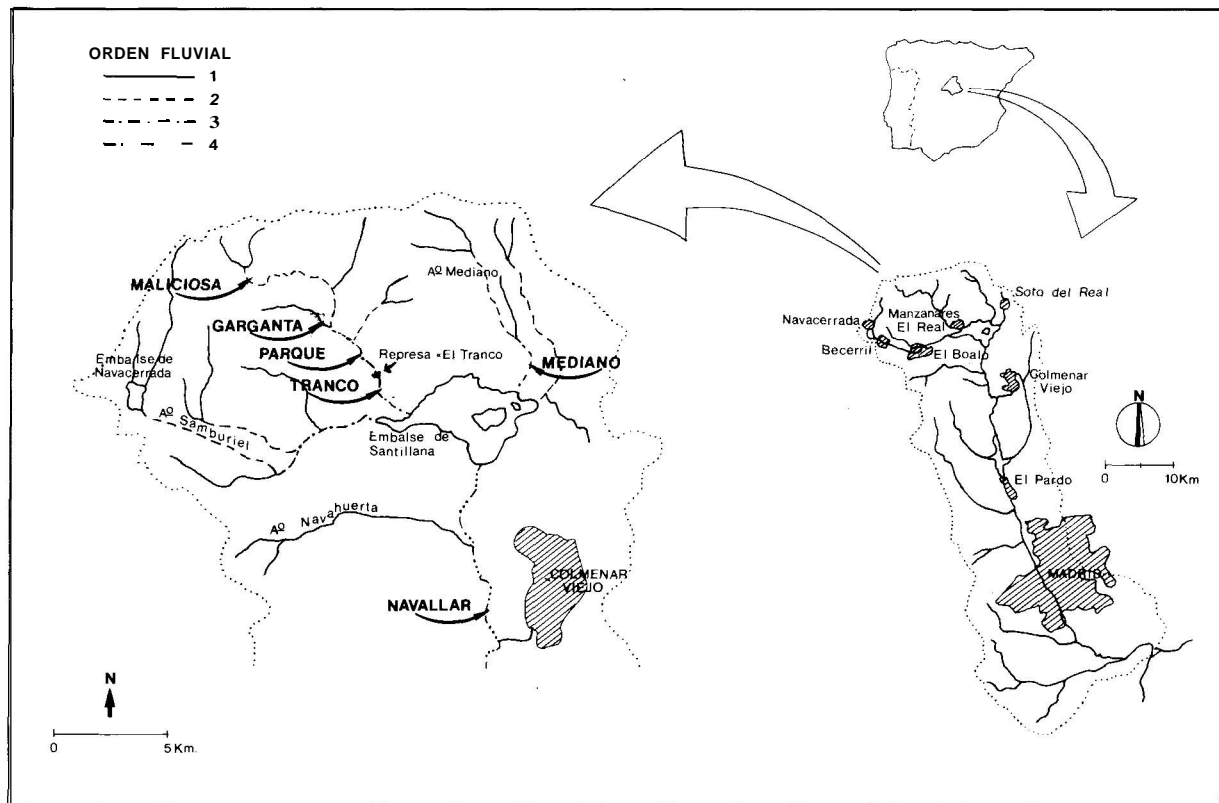 ORDEN FLUVIAL
1
2
3
4
MALICIOSA
Aº Mediano
GARGANTA
PARQUE
Represa «El Tranco
MEDIANO
TRANCO
Embalse de
Navacerrada
Aº Samburiel
Embalse de
Santillana
Aº Navahuerta
COLMENAR
VIEJO
NAVALLAR
N
0 5 Km.
Soto del Real
Navacerrada
Manzanares
El Real
Becerril
El Boalo
Colmenar
Viejo
N
0 10 Km
El Pardo
MADRID